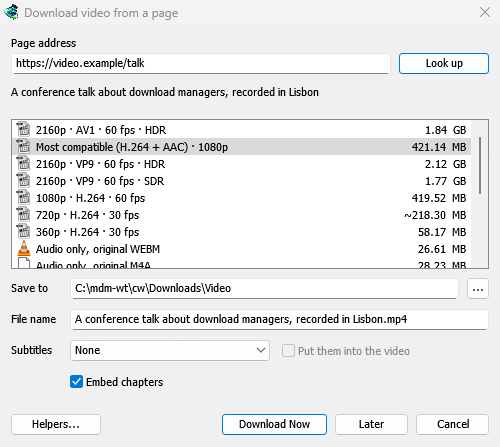 Download video from a page
Page address
https://video.example/talk
Look up
A conference talk about download managers, recorded in Lisbon
2160p · AV1 · 60 fps · HDR 1.84 GB
Most compatible (H.264 + AAC) · 1080p 421.14 MB
2160p · VP9 · 60 fps · HDR 2.12 GB
2160p · VP9 · 60 fps · SDR 1.77 GB
1080p · H.264 · 60 fps 419.52 MB
720p · H.264 · 30 fps ~218.30 MB
360p · H.264 · 30 fps 58.17 MB
Audio only, original WEBM 26.61 MB
Audio only, original M4A 28.23 MB
Save to C:\mdm-wt\cw\Downloads\Video ...
File name A conference talk about download managers, recorded in Lisbon.mp4
Subtitles None Put them into the video
Embed chapters
Helpers... Download Now Later Cancel